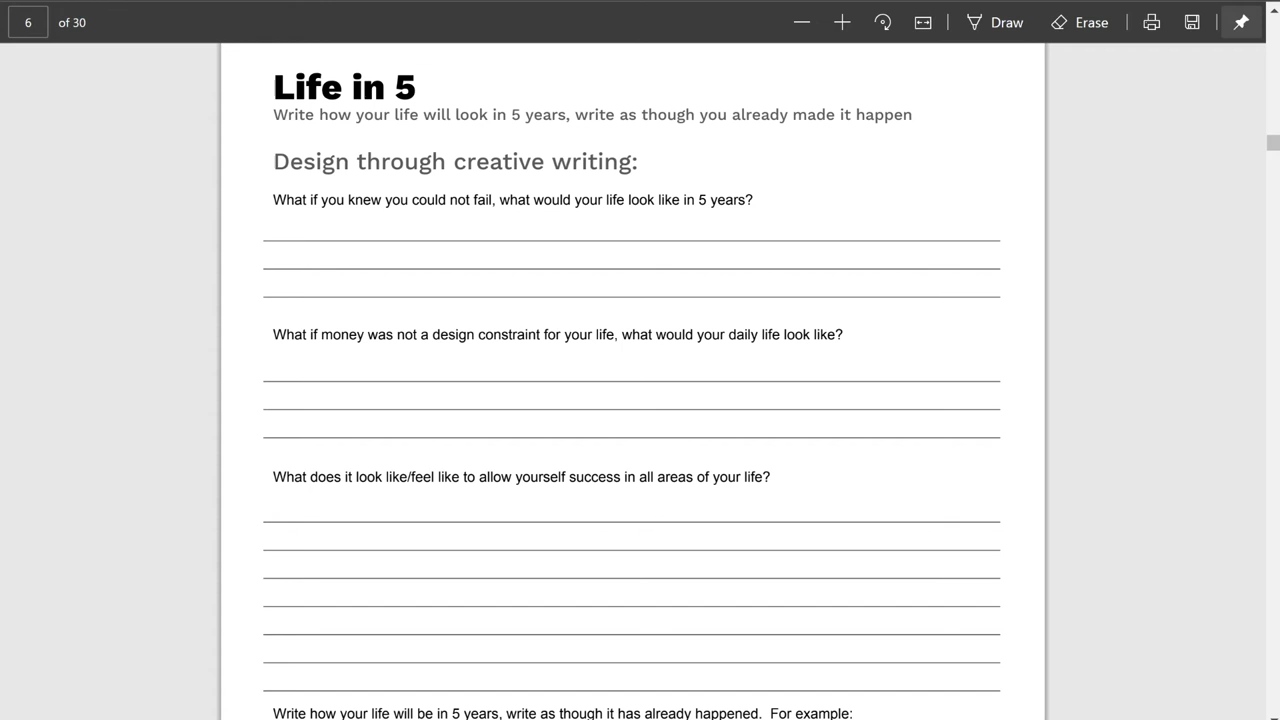 6 of 30 Draw Erase
Life in 5
Write how your life will look in 5 years, write as though you already made it happen
Design through creative writing:
What if you knew you could not fail, what would your life look like in 5 years?
What if money was not a design constraint for your life, what would your daily life look like?
What does it look like/feel like to allow yourself success in all areas of your life?
Write how your life will be in 5 years, write as though it has already happened.  For example: